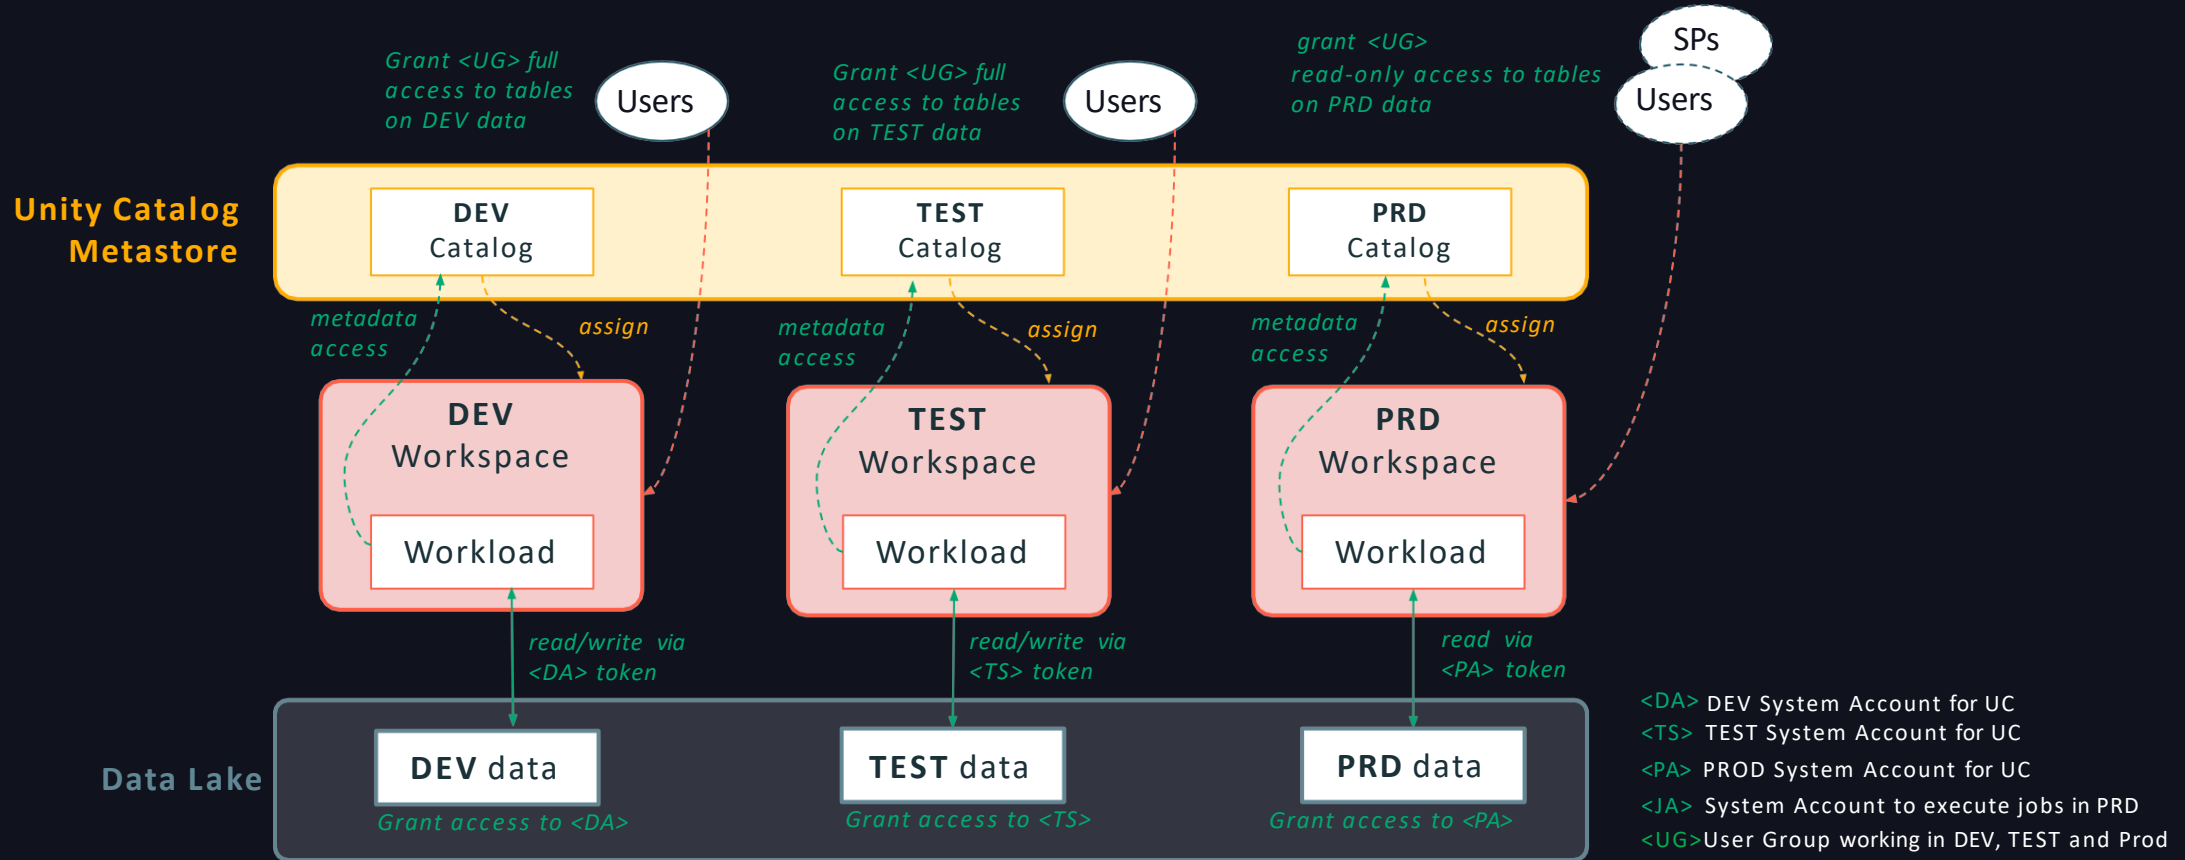 Grant <UG> full
access to tables
on DEV data
Users
Grant <UG> full
access to tables
on TEST data
Users
grant <UG>
read-only access to tables
on PRD data
SPs
Users
Unity Catalog
Metastore
DEV
Catalog
TEST
Catalog
PRD
Catalog
metadata
access
assign
metadata
access
assign
metadata
access
assign
DEV
Workspace
Workload
TEST
Workspace
Workload
PRD
Workspace
Workload
read/write via
<DA> token
read/write via
<TS> token
read via
<PA> token
Data Lake
DEV data
Grant access to <DA>
TEST data
Grant access to <TS>
PRD data
Grant access to <PA>
<DA> DEV System Account for UC
<TS> TEST System Account for UC
<PA> PROD System Account for UC
<JA> System Account to execute jobs in PRD
<UG>User Group working in DEV, TEST and Prod